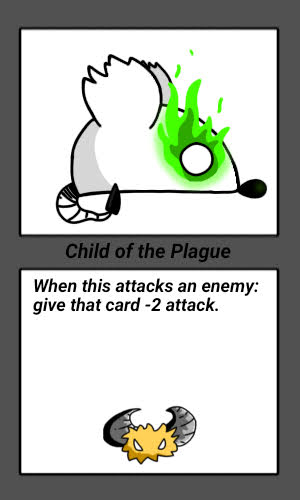 Child of the Plague
When this attacks an enemy:
give that card -2 attack.